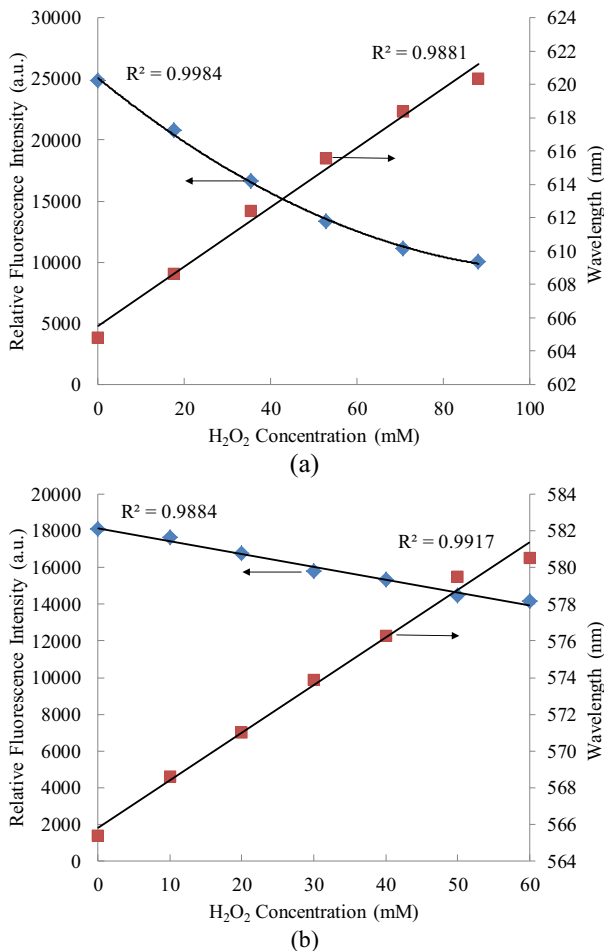 30000
25000
20000
15000
10000
5000
0
Relative Fluorescence Intensity (a.u.)
R² = 0.9984
R² = 0.9881
624
622
620
618
616
614
612
610
608
606
604
602
Wavelength (nm)
0 20 40 60 80 100
H₂O₂ Concentration (mM)
(a)
20000
18000
16000
14000
12000
10000
8000
6000
4000
2000
0
Relative Fluorescence Intensity (a.u.)
R² = 0.9884
R² = 0.9917
584
582
580
578
576
574
572
570
568
566
564
Wavelength (nm)
0 10 20 30 40 50 60
H₂O₂ Concentration (mM)
(b)